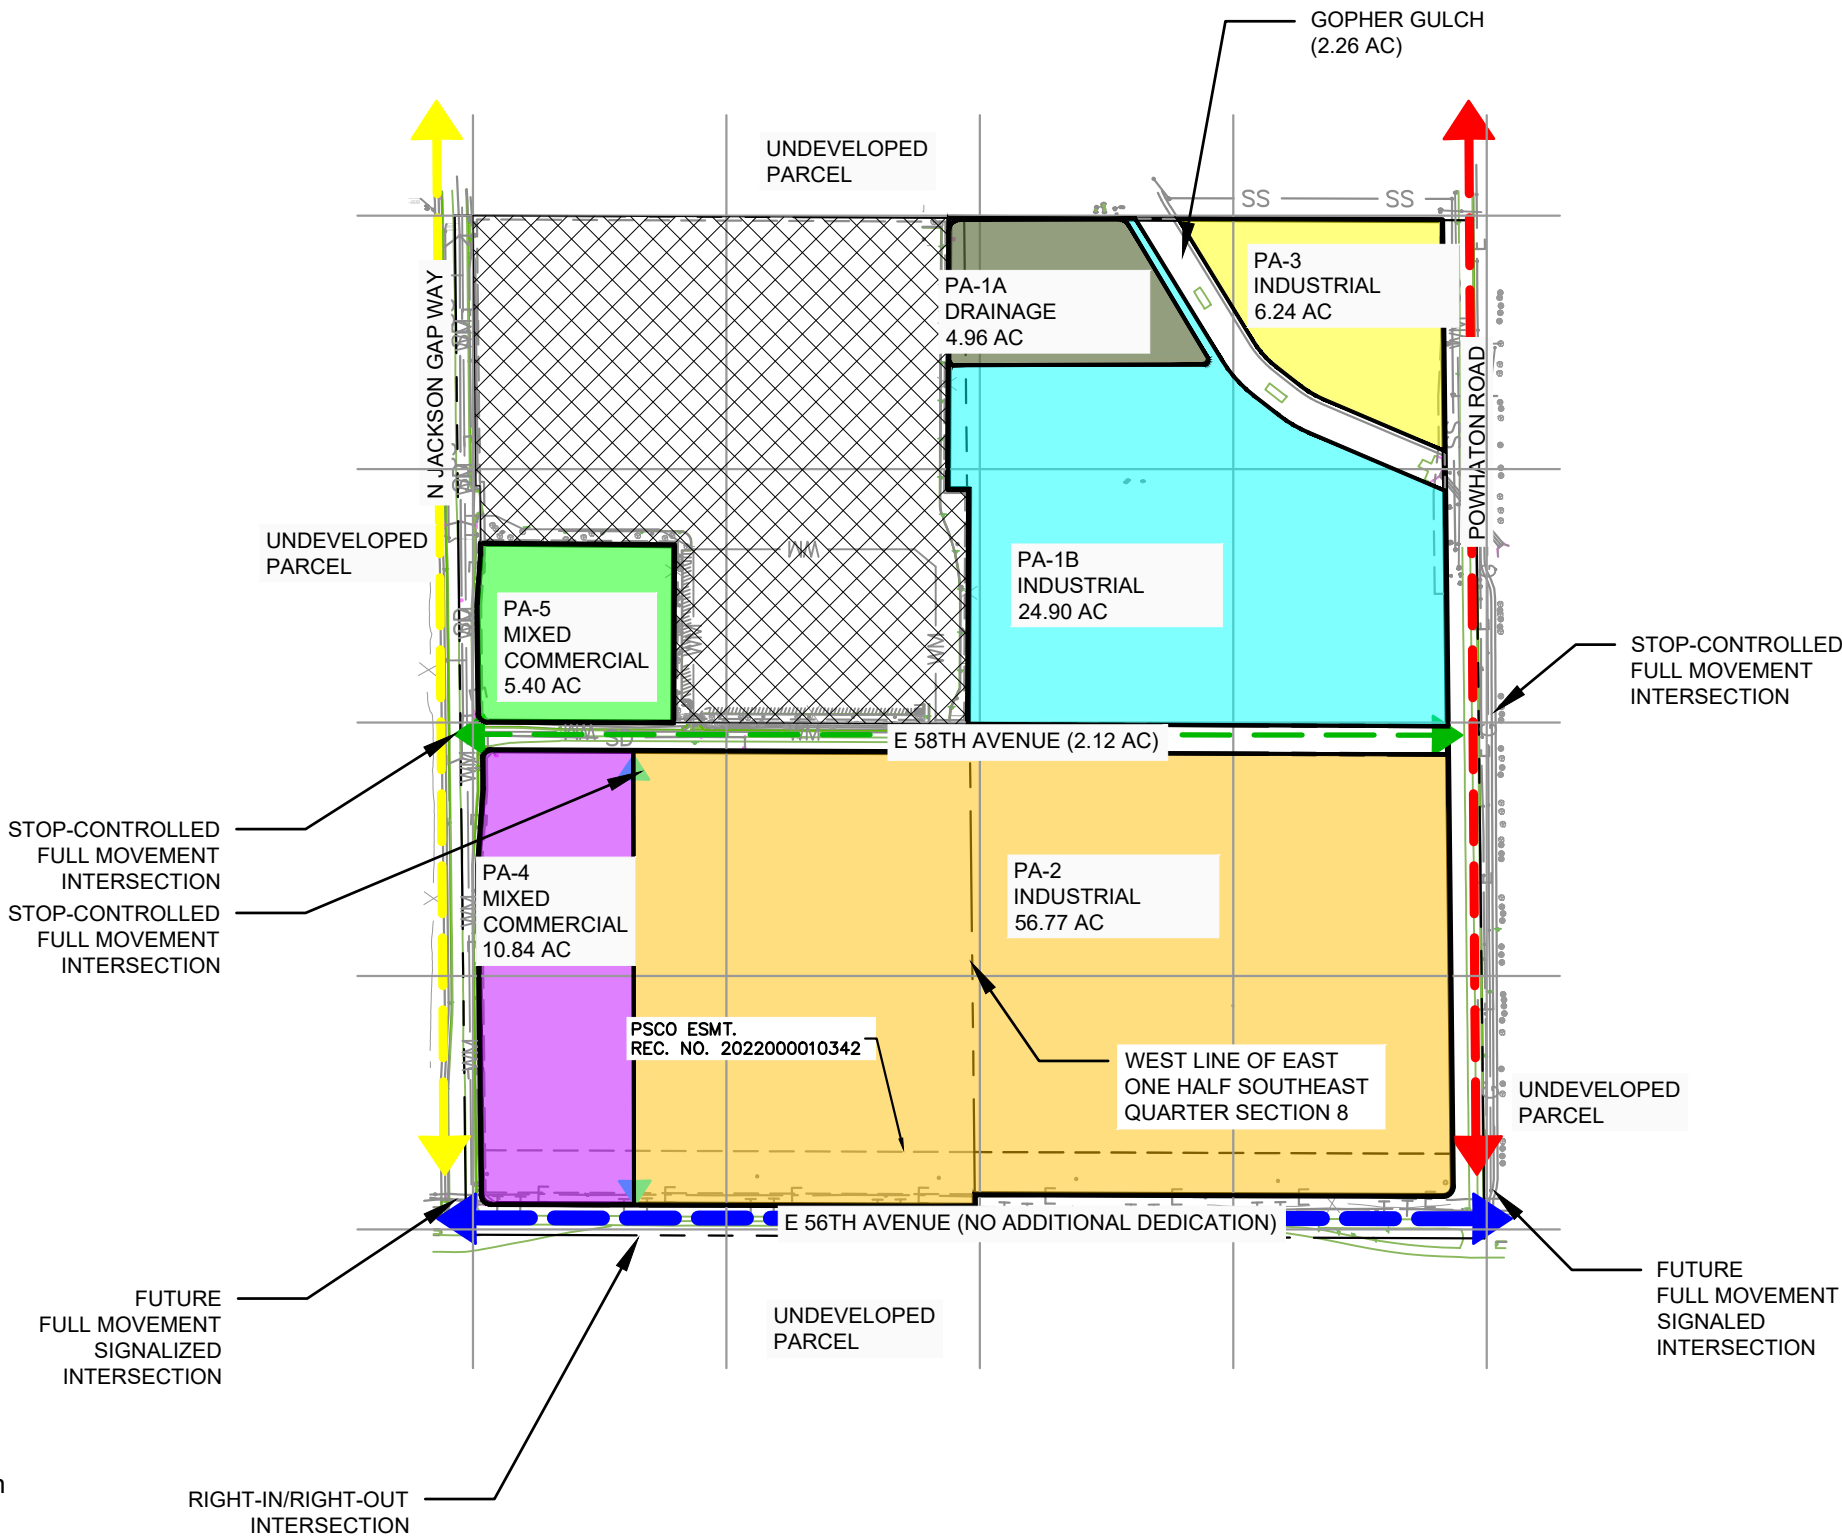 GOPHER GULCH
(2.26 AC)
UNDEVELOPED
PARCEL
SS
SS
PA-1A
DRAINAGE
4.96 AC
PA-3
INDUSTRIAL
6.24 AC
N JACKSON GAP WAY
POWHATON ROAD
UNDEVELOPED
PARCEL
PA-5
MIXED
COMMERCIAL
5.40 AC
PA-1B
INDUSTRIAL
24.90 AC
STOP-CONTROLLED
FULL MOVEMENT
INTERSECTION
E 58TH AVENUE (2.12 AC)
STOP-CONTROLLED
FULL MOVEMENT
INTERSECTION
STOP-CONTROLLED
FULL MOVEMENT
INTERSECTION
PA-4
MIXED
COMMERCIAL
10.84 AC
PA-2
INDUSTRIAL
56.77 AC
PSCO ESMT.
REC. NO. 2022000010342
WEST LINE OF EAST
ONE HALF SOUTHEAST
QUARTER SECTION 8
UNDEVELOPED
PARCEL
E 56TH AVENUE (NO ADDITIONAL DEDICATION)
FUTURE
FULL MOVEMENT
SIGNALIZED
INTERSECTION
UNDEVELOPED
PARCEL
FUTURE
FULL MOVEMENT
SIGNALED
INTERSECTION
RIGHT-IN/RIGHT-OUT
INTERSECTION